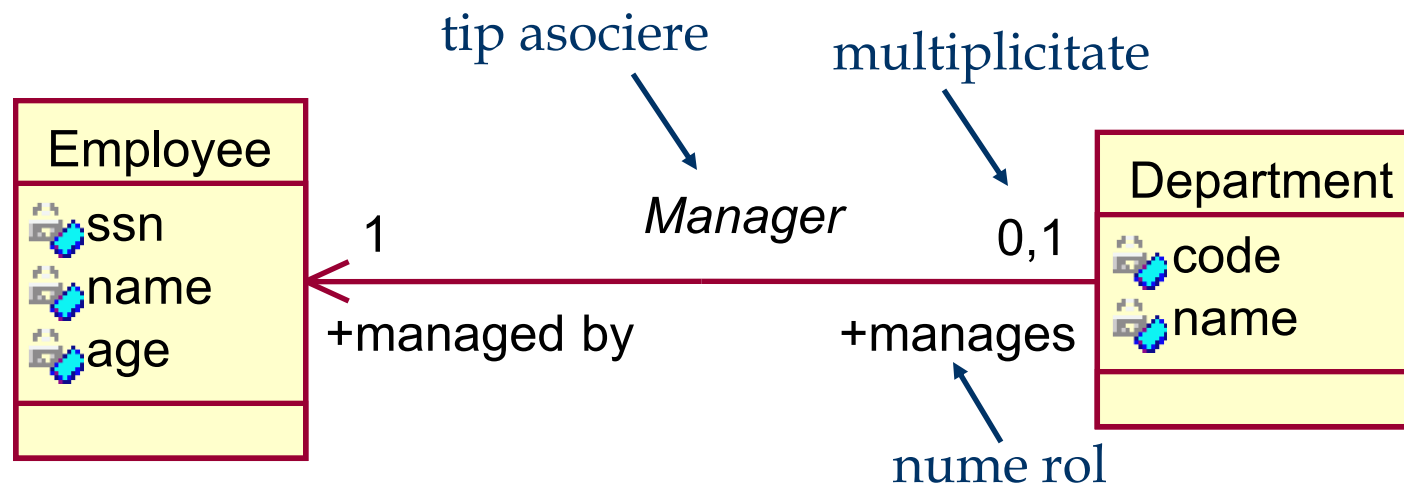 tip asociere
multiplicitate
Employee
ssn
name
age
1
Manager
0,1
+managed by
+manages
Department
code
name
nume rol